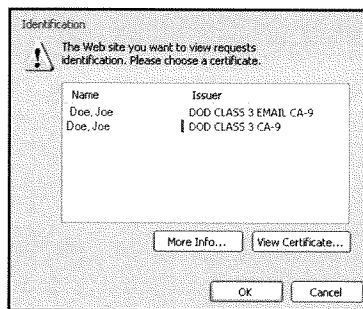 Identification
The Web site you want to view requests
identification. Please choose a certificate.
Name Issuer
Doe, Joe DOD CLASS 3 EMAIL CA-9
Doe, Joe DOD CLASS 3 CA-9
More Info... View Certificate...
OK Cancel